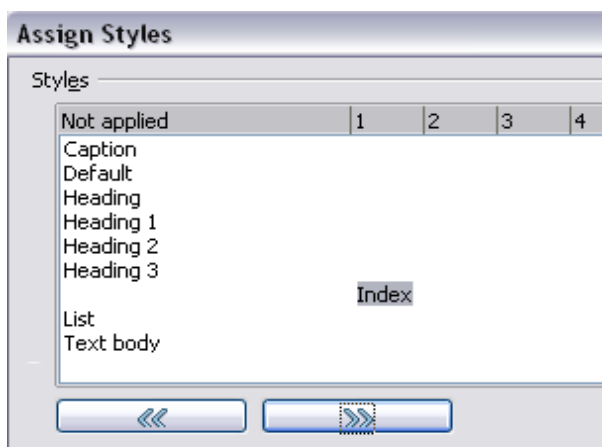 Assign Styles
Styles
Not applied 1 2 3 4
Caption
Default
Heading
Heading 1
Heading 2
Heading 3
Index
List
Text body